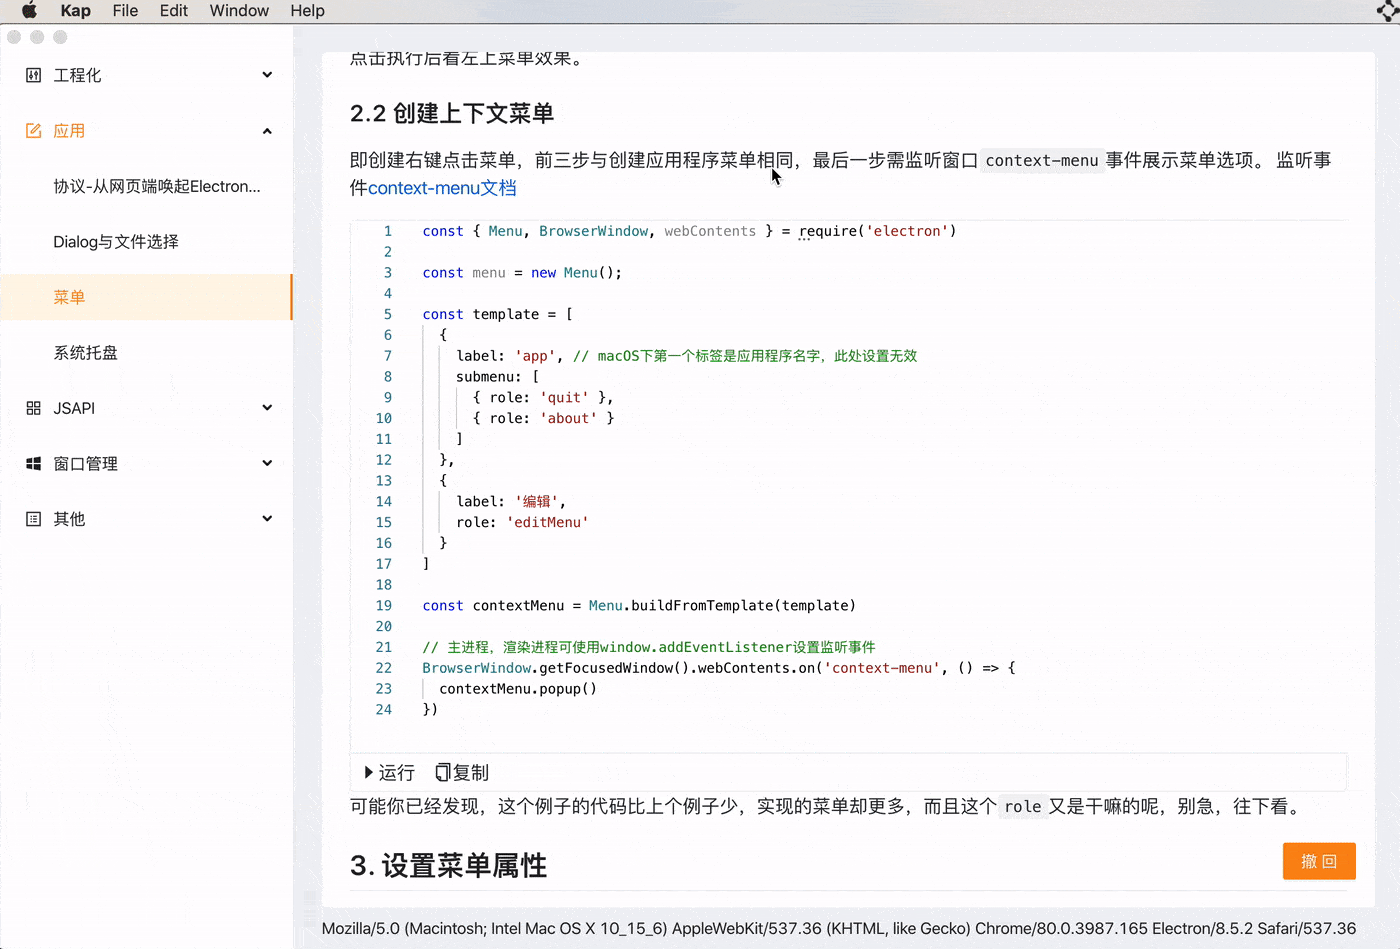 Kap File Edit Window Help
工程化
应用
协议-从网页端唤起Electron...
Dialog与文件选择
菜单
系统托盘
JSAPI
窗口管理
其他
点击执行后看左上菜单效果。
2.2 创建上下文菜单
即创建右键点击菜单，前三步与创建应用程序菜单相同，最后一步需监听窗口 context-menu 事件展示菜单选项。 监听事
件context-menu文档
1 const { Menu, BrowserWindow, webContents } = require('electron')
2
3 const menu = new Menu();
4
5 const template = [
6 {
7 label: 'app', // macOS下第一个标签是应用程序名字，此处设置无效
8 submenu: [
9 { role: 'quit' },
10 { role: 'about' }
11 ]
12 },
13 {
14 label: '编辑',
15 role: 'editMenu'
16 }
17 ]
18
19 const contextMenu = Menu.buildFromTemplate(template)
20
21 // 主进程，渲染进程可使用window.addEventListener设置监听事件
22 BrowserWindow.getFocusedWindow().webContents.on('context-menu', () => {
23 contextMenu.popup()
24 })
运行 复制
可能你已经发现，这个例子的代码比上个例子少，实现的菜单却更多，而且这个 role 又是干嘛的呢，别急，往下看。
3. 设置菜单属性
撤 回
Mozilla/5.0 (Macintosh; Intel Mac OS X 10_15_6) AppleWebKit/537.36 (KHTML, like Gecko) Chrome/80.0.3987.165 Electron/8.5.2 Safari/537.36